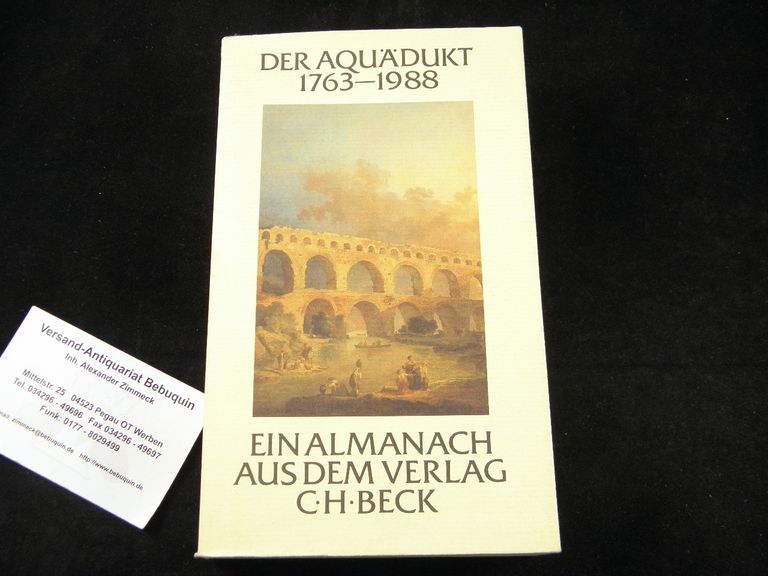 DER AQUÄDUKT
1763–1988
EIN ALMANACH
AUS DEM VERLAG
C·H·BECK
Versand-Antiquariat Bebuquin
Inh. Alexander Zimmeck
Mittelstr. 25 04523 Pegau OT Werben
Tel. 034296 - 49696 Fax 034296 - 49697
Funk: 0177 - 8029499
mail: zimmeck@bebuquin.de http://www.bebuquin.de